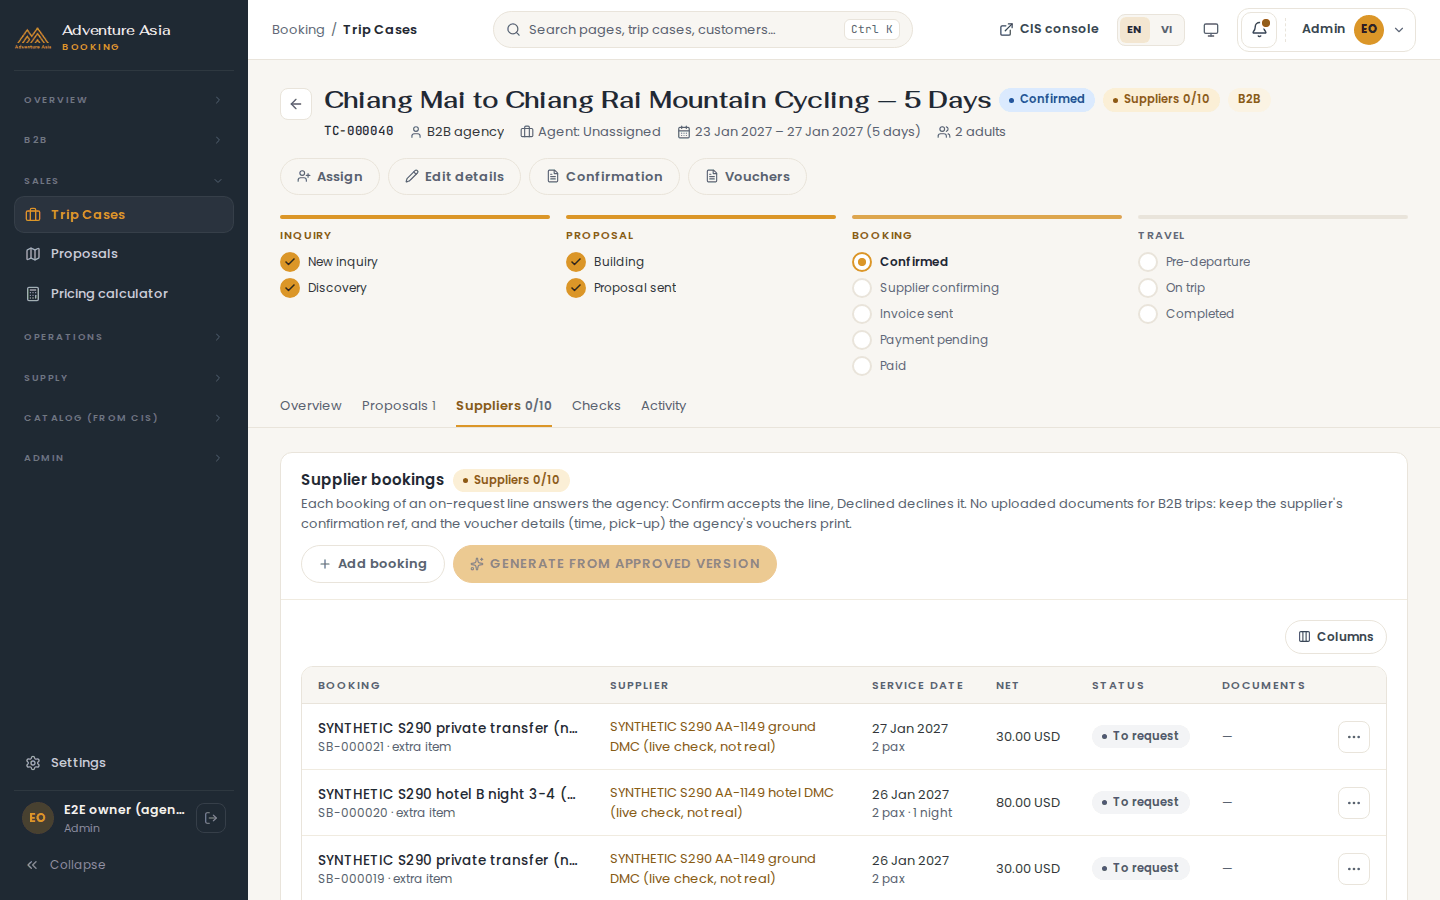 Adventure Asia
BOOKING
Adventure Asia
OVERVIEW
B2B
SALES
Trip Cases
Proposals
Pricing calculator
OPERATIONS
SUPPLY
CATALOG (FROM CIS)
ADMIN
Settings
EO
E2E owner (agen...
Admin
Collapse
Booking / Trip Cases
Search pages, trip cases, customers...
Ctrl K
CIS console
EN
VI
Admin
EO
Chiang Mai to Chiang Rai Mountain Cycling — 5 Days
Confirmed
Suppliers 0/10
B2B
TC-000040
B2B agency
Agent: Unassigned
23 Jan 2027 – 27 Jan 2027 (5 days)
2 adults
Assign
Edit details
Confirmation
Vouchers
INQUIRY
New inquiry
Discovery
PROPOSAL
Building
Proposal sent
BOOKING
Confirmed
Supplier confirming
Invoice sent
Payment pending
Paid
TRAVEL
Pre-departure
On trip
Completed
Overview
Proposals 1
Suppliers 0/10
Checks
Activity
Supplier bookings
Suppliers 0/10
Each booking of an on-request line answers the agency: Confirm accepts the line, Declined declines it. No uploaded documents for B2B trips: keep the supplier's
confirmation ref, and the voucher details (time, pick-up) the agency's vouchers print.
Add booking
GENERATE FROM APPROVED VERSION
Columns
BOOKING
SUPPLIER
SERVICE DATE
NET
STATUS
DOCUMENTS
SYNTHETIC S290 private transfer (n...
SB-000021 · extra item
SYNTHETIC S290 AA-1149 ground
DMC (live check, not real)
27 Jan 2027
2 pax
30.00 USD
To request
—
SYNTHETIC S290 hotel B night 3-4 (...
SB-000020 · extra item
SYNTHETIC S290 AA-1149 hotel DMC
(live check, not real)
26 Jan 2027
2 pax · 1 night
80.00 USD
To request
—
SYNTHETIC S290 private transfer (n...
SB-000019 · extra item
SYNTHETIC S290 AA-1149 ground
DMC (live check, not real)
26 Jan 2027
2 pax
30.00 USD
To request
—